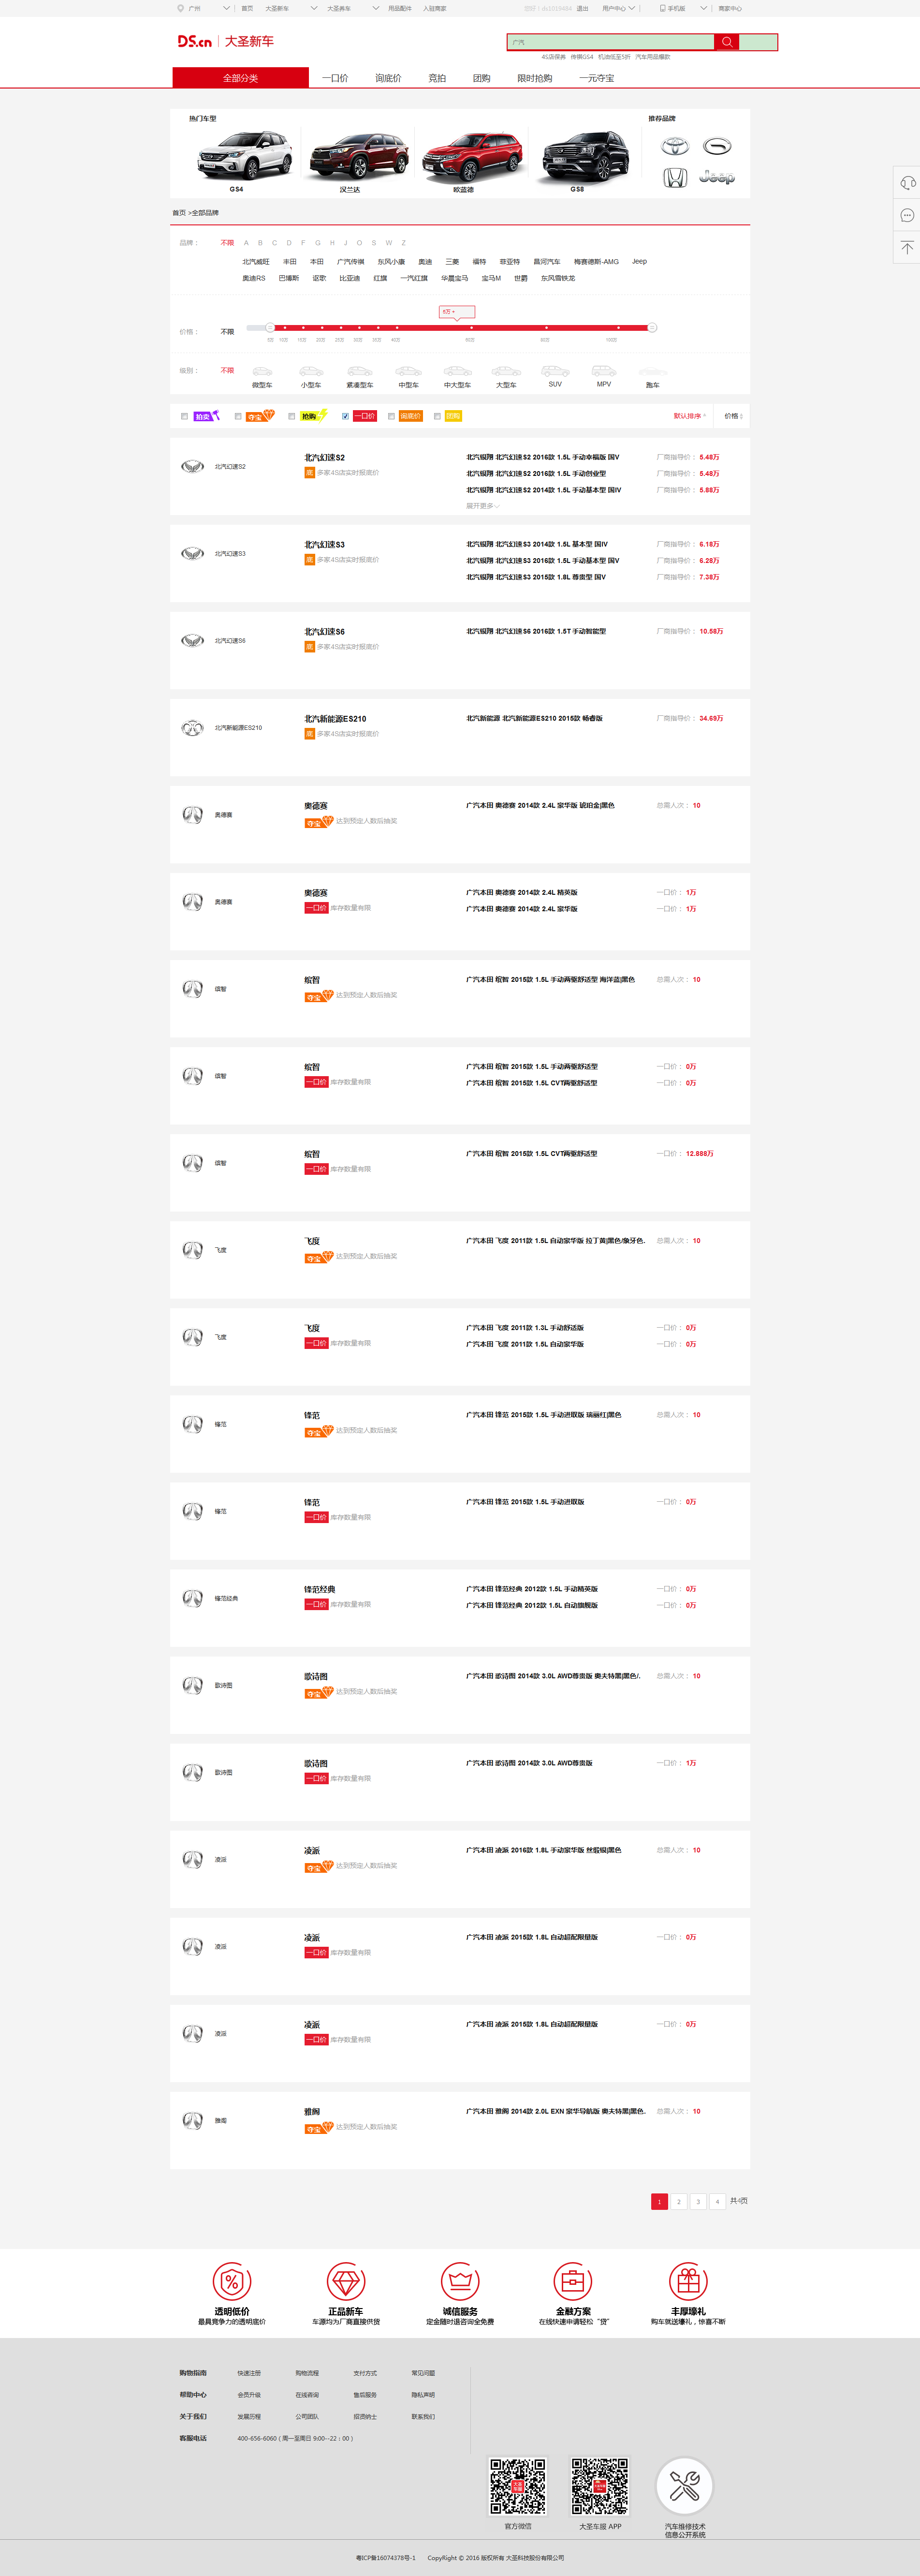 广州 首页 大圣新车 大圣养车 用品配件 入驻商家 退出 用户中心 手机版 商家中心
DS.cn 大圣新车
广汽
4S店保养 传祺GS4 机油低至5折 汽车用品爆款
全部分类 一口价 询底价 竞拍 团购 限时抢购 一元夺宝
热门车型 推荐品牌
GS4 汉兰达 欧蓝德 GS8
Jeep
首页 >全部品牌
品牌： 不限 A B C D F G H J O S W Z
北汽威旺 丰田 本田 广汽传祺 东风小康 奥迪 三菱 福特 菲亚特 昌河汽车 梅赛德斯-AMG Jeep
奥迪RS 巴博斯 讴歌 比亚迪 红旗 一汽红旗 华晨宝马 宝马M 世爵 东风雪铁龙
价格： 不限
级别： 不限
微型车 小型车 紧凑型车 中型车 中大型车 大型车 SUV MPV 跑车
拍卖 夺宝 抢购 一口价 询底价 团购 默认排序 价格
北汽幻速S2
北汽幻速S2
底 多家4S店实时报底价
北汽银翔 北汽幻速S2 2016款 1.5L 手动幸福版 国V 厂商指导价： 5.48万
北汽银翔 北汽幻速S2 2016款 1.5L 手动创业型 厂商指导价： 5.48万
北汽银翔 北汽幻速S2 2014款 1.5L 手动基本型 国IV 厂商指导价： 5.88万
展开更多
北汽幻速S3
北汽幻速S3
底 多家4S店实时报底价
北汽银翔 北汽幻速S3 2014款 1.5L 基本型 国IV 厂商指导价： 6.18万
北汽银翔 北汽幻速S3 2016款 1.5L 手动基本型 国V 厂商指导价： 6.28万
北汽银翔 北汽幻速S3 2015款 1.8L 尊贵型 国V 厂商指导价： 7.38万
北汽幻速S6
北汽幻速S6
底 多家4S店实时报底价
北汽银翔 北汽幻速S6 2016款 1.5T 手动智能型 厂商指导价： 10.58万
北汽新能源ES210
北汽新能源ES210
底 多家4S店实时报底价
北汽新能源 北汽新能源ES210 2015款 畅睿版 厂商指导价： 34.69万
奥德赛
奥德赛
夺宝 达到预定人数后抽奖
广汽本田 奥德赛 2014款 2.4L 豪华版 琥珀金|黑色 总需人次： 10
奥德赛
奥德赛
一口价 库存数量有限
广汽本田 奥德赛 2014款 2.4L 精英版 一口价： 1万
广汽本田 奥德赛 2014款 2.4L 豪华版 一口价： 1万
缤智
缤智
夺宝 达到预定人数后抽奖
广汽本田 缤智 2015款 1.5L 手动两驱舒适型 海洋蓝|黑色 总需人次： 10
缤智
缤智
一口价 库存数量有限
广汽本田 缤智 2015款 1.5L 手动两驱舒适型 一口价： 0万
广汽本田 缤智 2015款 1.5L CVT两驱舒适型 一口价： 0万
缤智
缤智
一口价 库存数量有限
广汽本田 缤智 2015款 1.5L CVT两驱舒适型 一口价： 12.888万
飞度
飞度
夺宝 达到预定人数后抽奖
广汽本田 飞度 2011款 1.5L 自动豪华版 拉丁黄|黑色/象牙色. 总需人次： 10
飞度
飞度
一口价 库存数量有限
广汽本田 飞度 2011款 1.3L 手动舒适版 一口价： 0万
广汽本田 飞度 2011款 1.5L 自动豪华版 一口价： 0万
锋范
锋范
夺宝 达到预定人数后抽奖
广汽本田 锋范 2015款 1.5L 手动进取版 瑞丽红|黑色 总需人次： 10
锋范
锋范
一口价 库存数量有限
广汽本田 锋范 2015款 1.5L 手动进取版 一口价： 0万
锋范经典
锋范经典
一口价 库存数量有限
广汽本田 锋范经典 2012款 1.5L 手动精英版 一口价： 0万
广汽本田 锋范经典 2012款 1.5L 自动旗舰版 一口价： 0万
歌诗图
歌诗图
夺宝 达到预定人数后抽奖
广汽本田 歌诗图 2014款 3.0L AWD尊贵版 奥夫特黑|黑色/. 总需人次： 10
歌诗图
歌诗图
一口价 库存数量有限
广汽本田 歌诗图 2014款 3.0L AWD尊贵版 一口价： 1万
凌派
凌派
夺宝 达到预定人数后抽奖
广汽本田 凌派 2016款 1.8L 手动豪华版 丝缎银|黑色 总需人次： 10
凌派
凌派
一口价 库存数量有限
广汽本田 凌派 2015款 1.8L 自动超配限量版 一口价： 0万
凌派
凌派
一口价 库存数量有限
广汽本田 凌派 2015款 1.8L 自动超配限量版 一口价： 0万
雅阁
雅阁
夺宝 达到预定人数后抽奖
广汽本田 雅阁 2014款 2.0L EXN 豪华导航版 奥夫特黑|黑色. 总需人次： 10
1 2 3 4 共4页
透明低价 正品新车 诚信服务 金融方案 丰厚壕礼
最具竞争力的透明底价 车源均为厂商直接供货 定金随时退咨询全免费 在线快速申请轻松“贷” 购车就送壕礼，惊喜不断
购物指南 快速注册 购物流程 支付方式 常见问题
帮助中心 会员升级 在线咨询 售后服务 隐私声明
关于我们 发展历程 公司团队 招贤纳士 联系我们
客服电话 400-656-6060 ( 周一至周日 9:00--22：00 )
官方微信 大圣车服 APP 汽车维修技术
信息公开系统
粤ICP备16074378号-1 CopyRight © 2016 版权所有 大圣科技股份有限公司